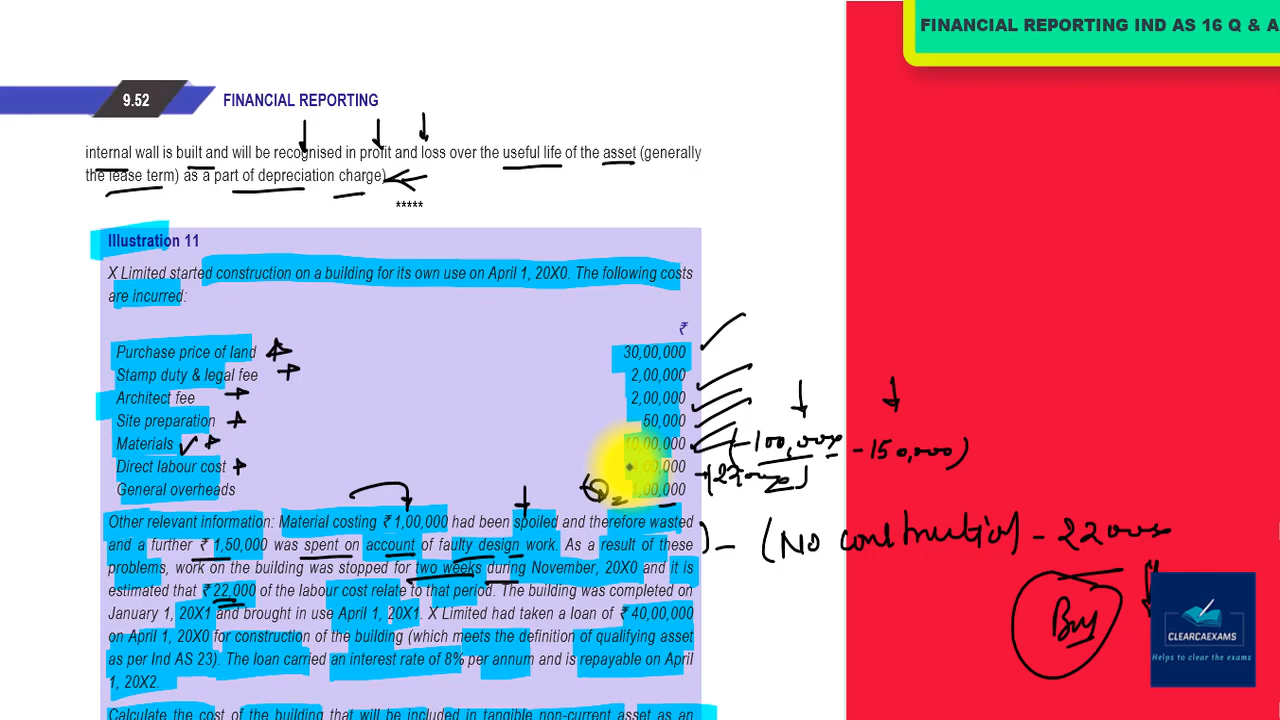 FINANCIAL REPORTING IND AS 16 Q & A
9.52 FINANCIAL REPORTING
internal wall is built and will be recognised in profit and loss over the useful life of the asset (generally
the lease term) as a part of depreciation charge)
*****
Illustration 11
X Limited started construction on a building for its own use on April 1, 20X0. The following costs
are incurred:
₹
Purchase price of land 30,00,000
Stamp duty & legal fee 2,00,000
Architect fee 2,00,000
Site preparation 50,000
Materials 10,00,000 (-100,000 -150,000)
Direct labour cost ,00,000
General overheads 1,00,000
Other relevant information: Material costing ₹ 1,00,000 had been spoiled and therefore wasted
and a further ₹ 1,50,000 was spent on account of faulty design work. As a result of these
(No construction) - 22000
problems, work on the building was stopped for two weeks during November, 20X0 and it is
estimated that ₹ 22,000 of the labour cost relate to that period. The building was completed on
January 1, 20X1 and brought in use April 1, 20X1. X Limited had taken a loan of ₹ 40,00,000
on April 1, 20X0 for construction of the building (which meets the definition of qualifying asset
as per Ind AS 23). The loan carried an interest rate of 8% per annum and is repayable on April
1, 20X2.
Calculate the cost of the building that will be included in tangible non-current asset as an
CLEARCAEXAMS
Helps to clear the exams